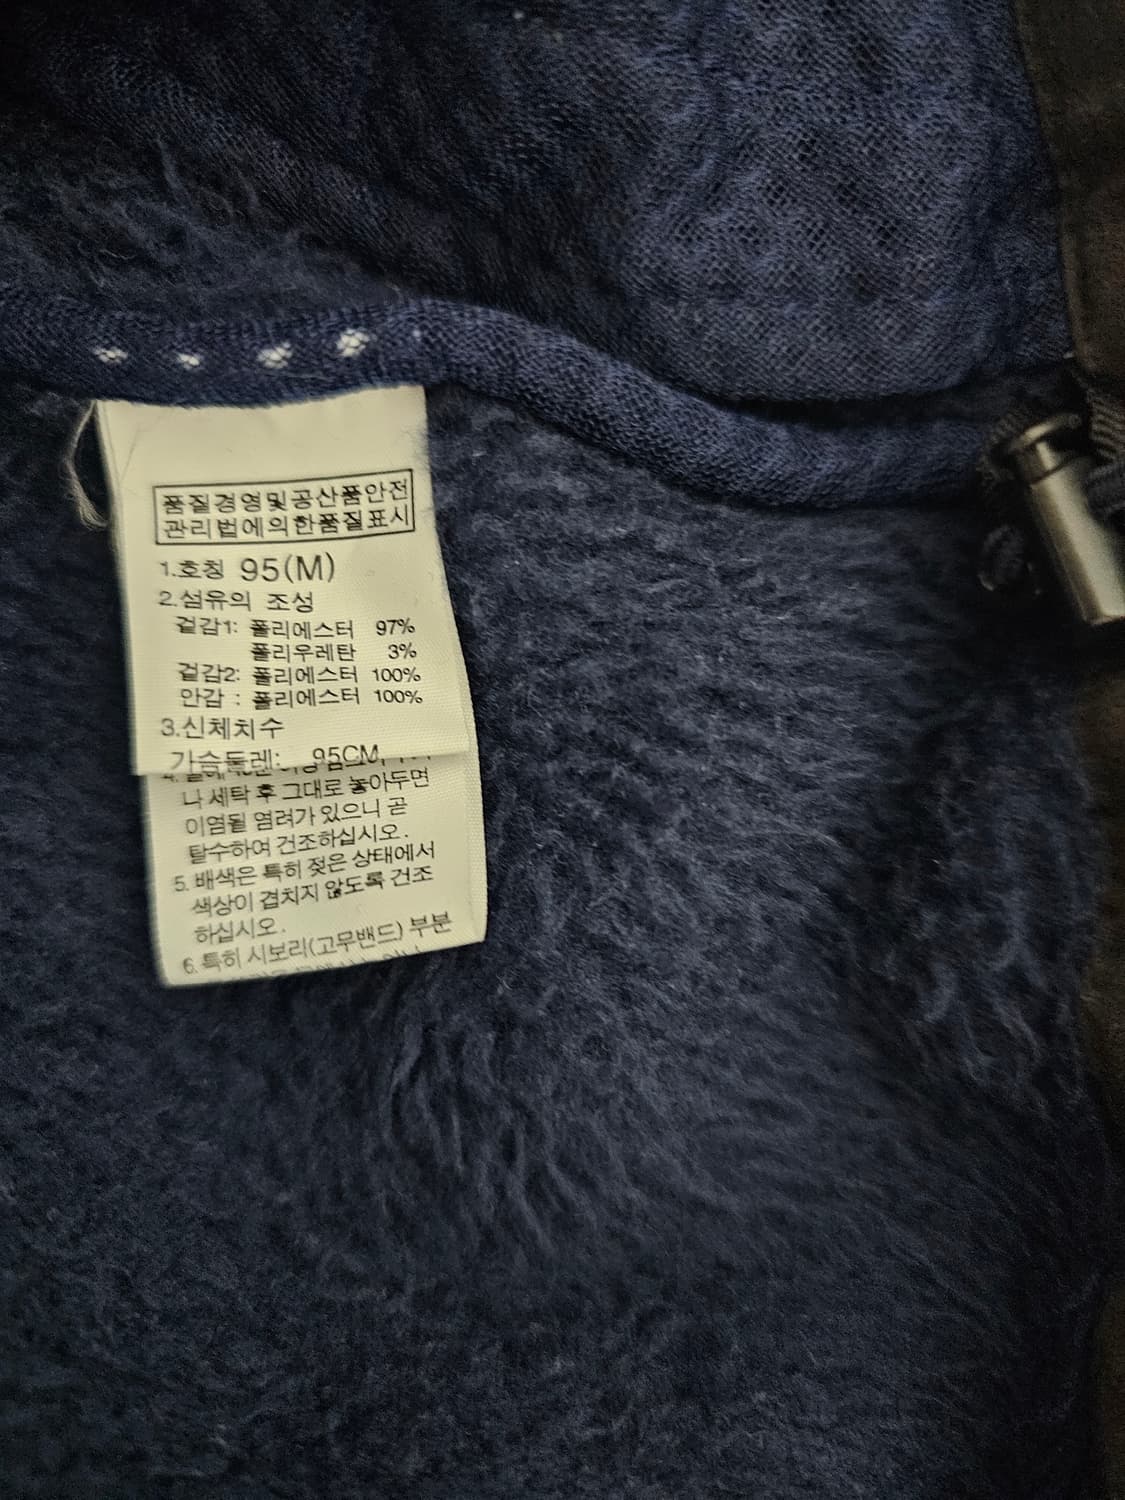 품질경영및공산품안전
관리법에의한품질표시
1.호칭 95(M)
2.섬유의 조성
겉감1: 폴리에스터 97%
폴리우레탄 3%
겉감2: 폴리에스터 100%
안감 : 폴리에스터 100%
3.신체치수
가슴둘레: 95CM
4.
나 세탁 후 그대로 놓아두면
이염될 염려가 있으니 곧
탈수하여 건조하십시오.
5. 배색은 특히 젖은 상태에서
색상이 겹치지 않도록 건조
하십시오.
6. 특히 시보리(고무밴드) 부분